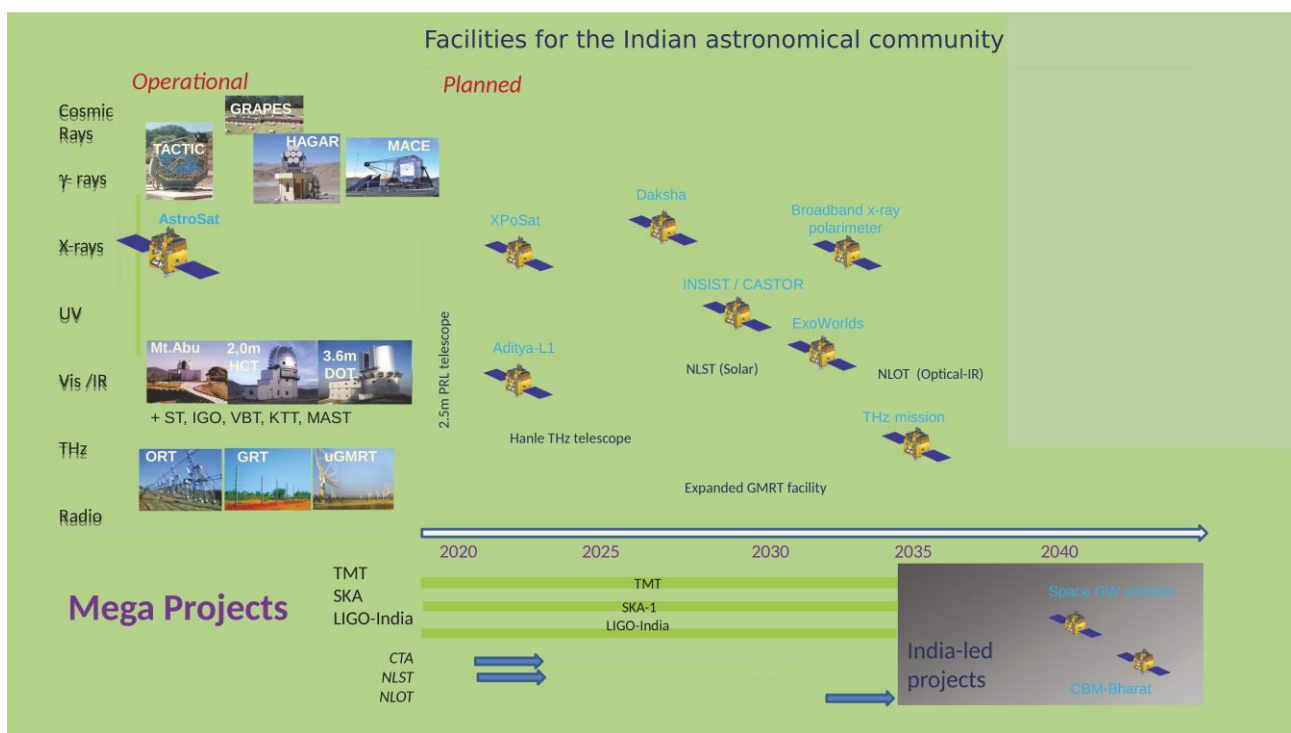 Facilities for the Indian astronomical community
Operational
Planned
Cosmic
Rays
γ- rays
X-rays
UV
Vis /IR
THz
Radio
GRAPES
TACTIC
HAGAR
MACE
AstroSat
Mt.Abu
2,0m
HCT
3.6m
DOT
+ ST, IGO, VBT, KTT, MAST
ORT
GRT
uGMRT
2.5m PRL telescope
XPoSat
Daksha
Broadband x-ray
polarimeter
INSIST / CASTOR
ExoWorlds
Aditya-L1
NLST (Solar)
NLOT (Optical-IR)
THz mission
Hanle THz telescope
Expanded GMRT facility
2020
2025
2030
2035
2040
Mega Projects
TMT
SKA
LIGO-India
TMT
SKA-1
LIGO-India
CTA
NLST
NLOT
India-led
projects
Space GW mission
CBM-Bharat